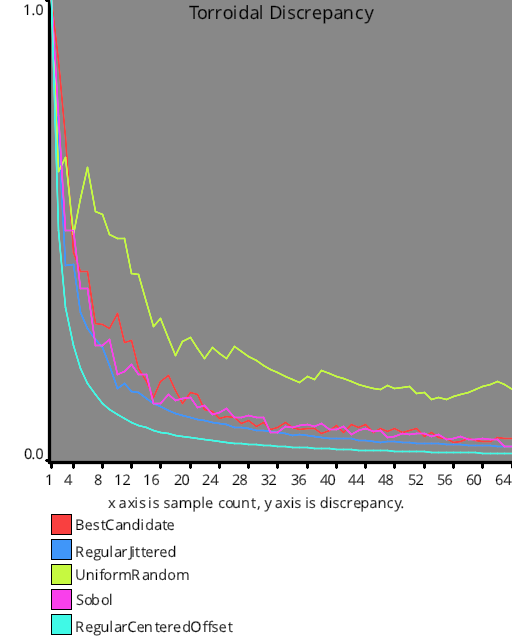 Torroidal Discrepancy
1.0
0.0
1 4 8 12 16 20 24 28 32 36 40 44 48 52 56 60 64
x axis is sample count, y axis is discrepancy.
BestCandidate
RegularJittered
UniformRandom
Sobol
RegularCenteredOffset